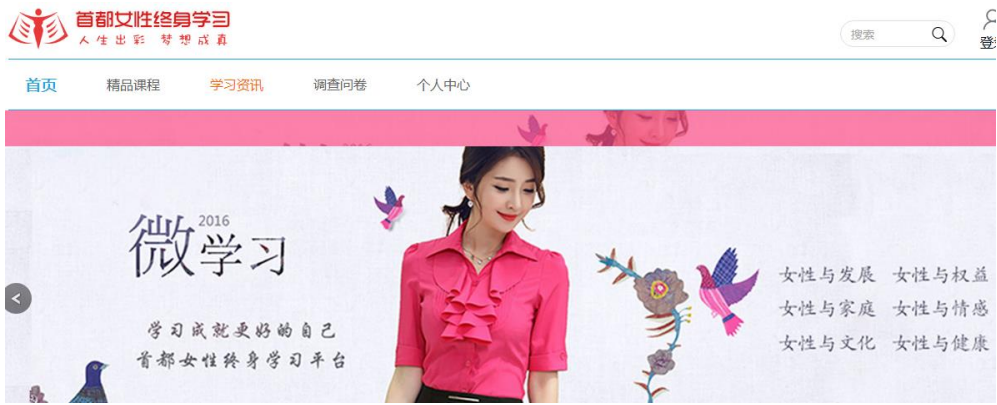 首都女性终身学习
人生出彩 梦想成真
搜索
首页 精品课程 学习资讯 调查问卷 个人中心
2016
微学习
学习成就更好的自己
首都女性终身学习平台
女性与发展 女性与权益
女性与家庭 女性与情感
女性与文化 女性与健康